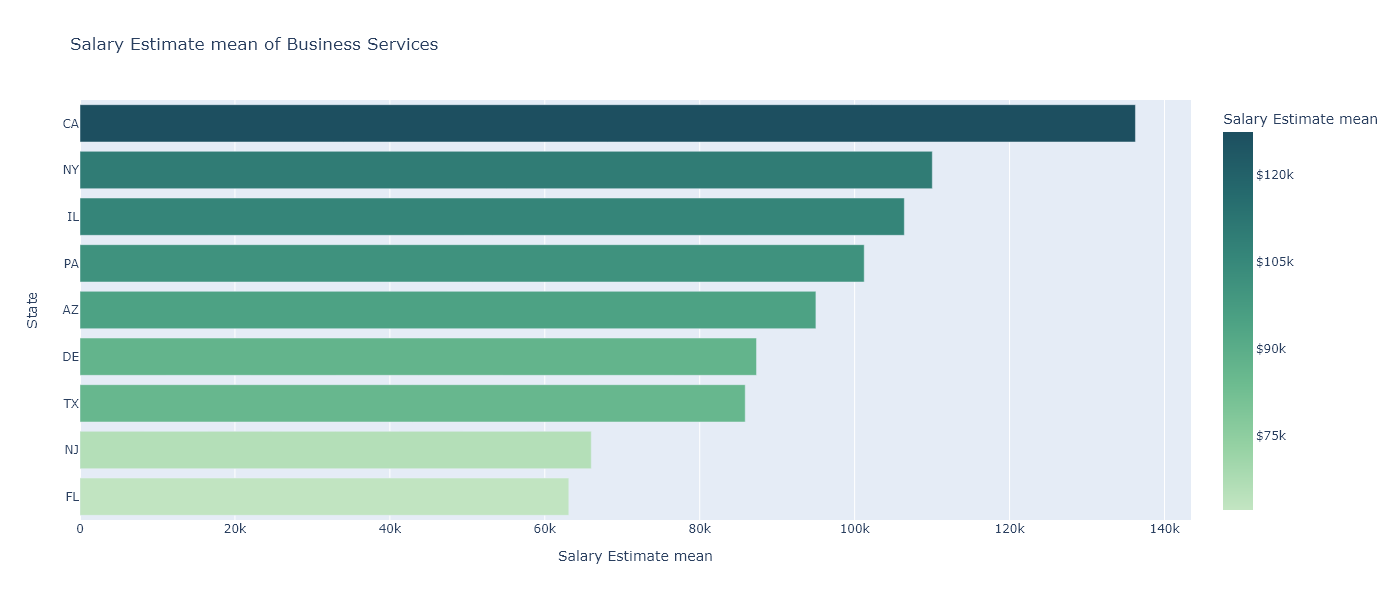 Salary Estimate mean of Business Services
Salary Estimate mean
CA
NY
IL
PA
AZ
DE
TX
NJ
FL
State
$120k
$105k
$90k
$75k
0 20k 40k 60k 80k 100k 120k 140k
Salary Estimate mean